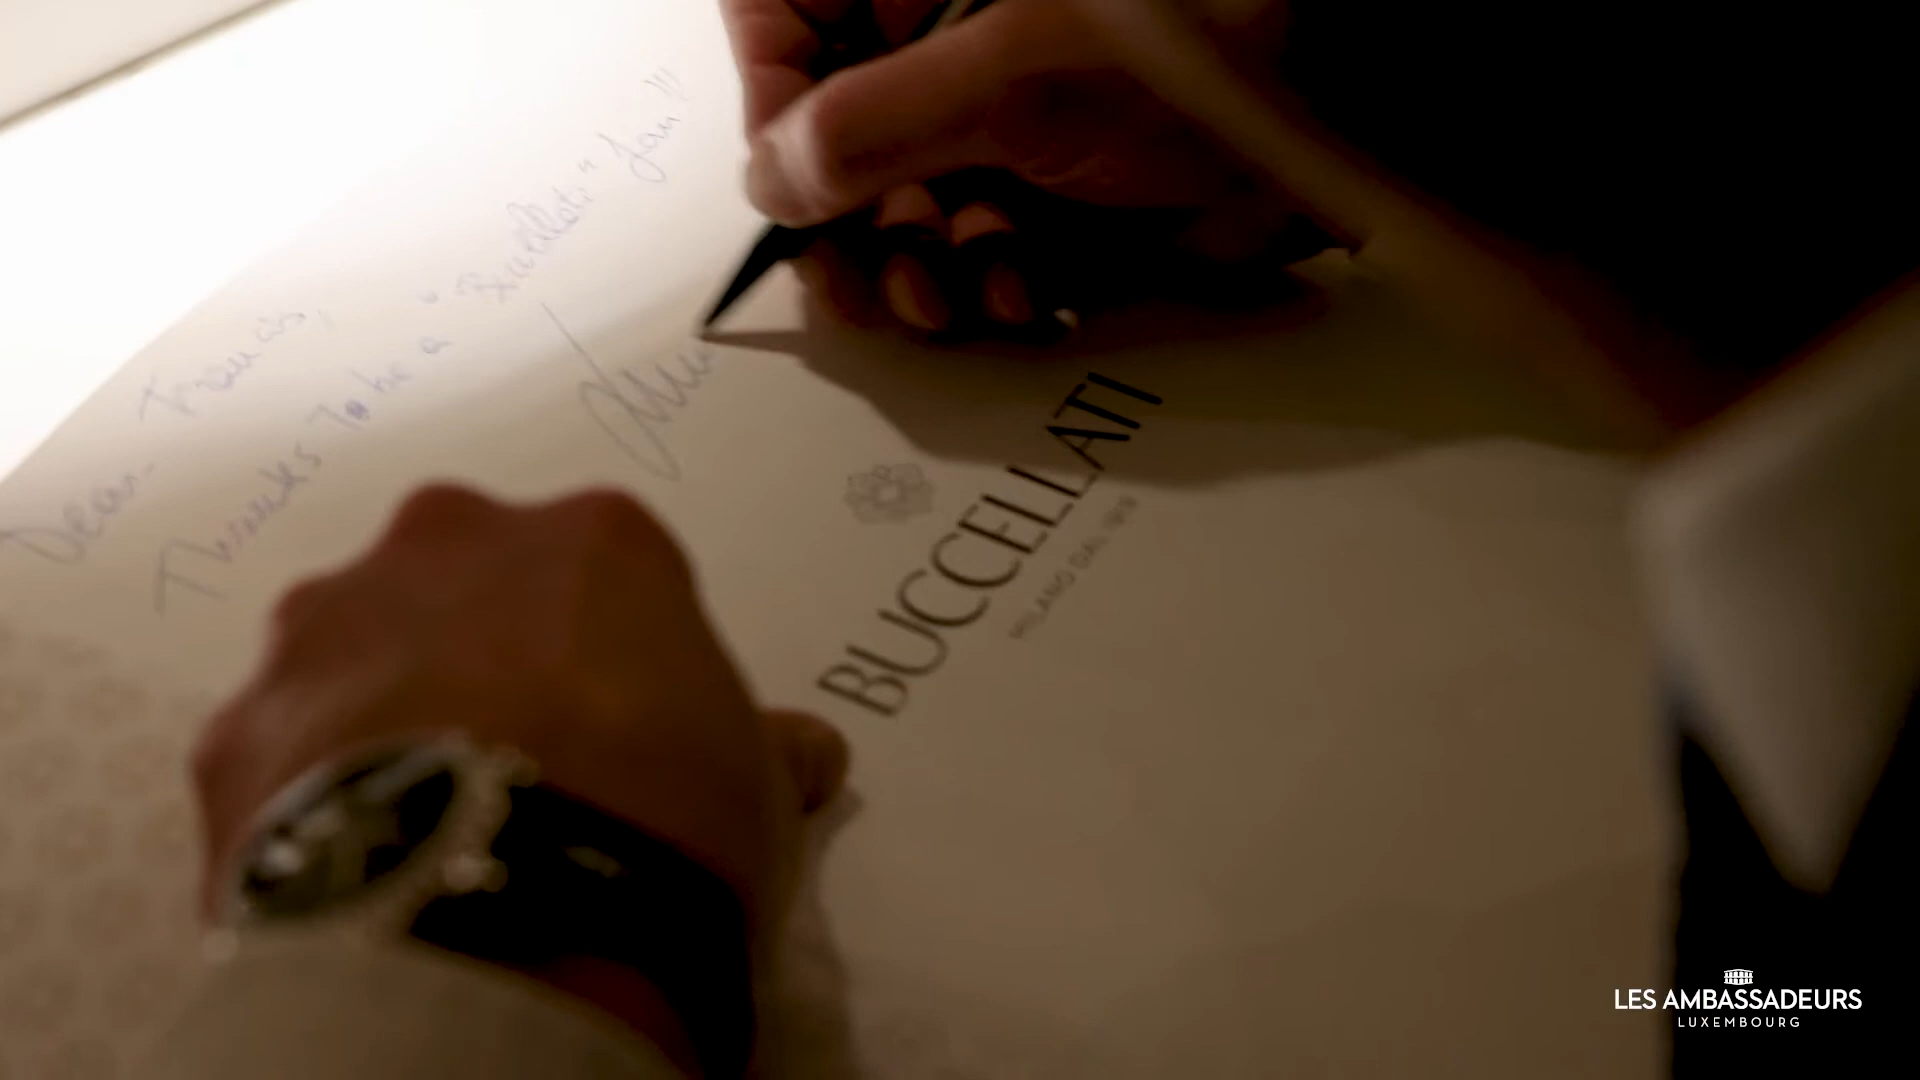 Dear Francis,
Thanks to be a "Buccellati" fan!!!
BUCCELLATI
MILANO DAL 1919
LES AMBASSADEURS
LUXEMBOURG